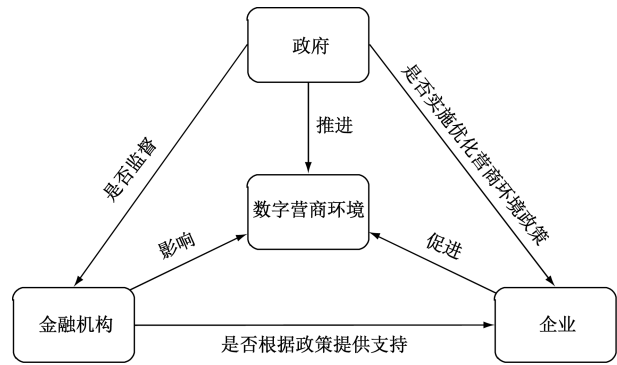 政府
是否监督
推进
是否实施优化营商环境政策
数字营商环境
影响
促进
金融机构
企业
是否根据政策提供支持